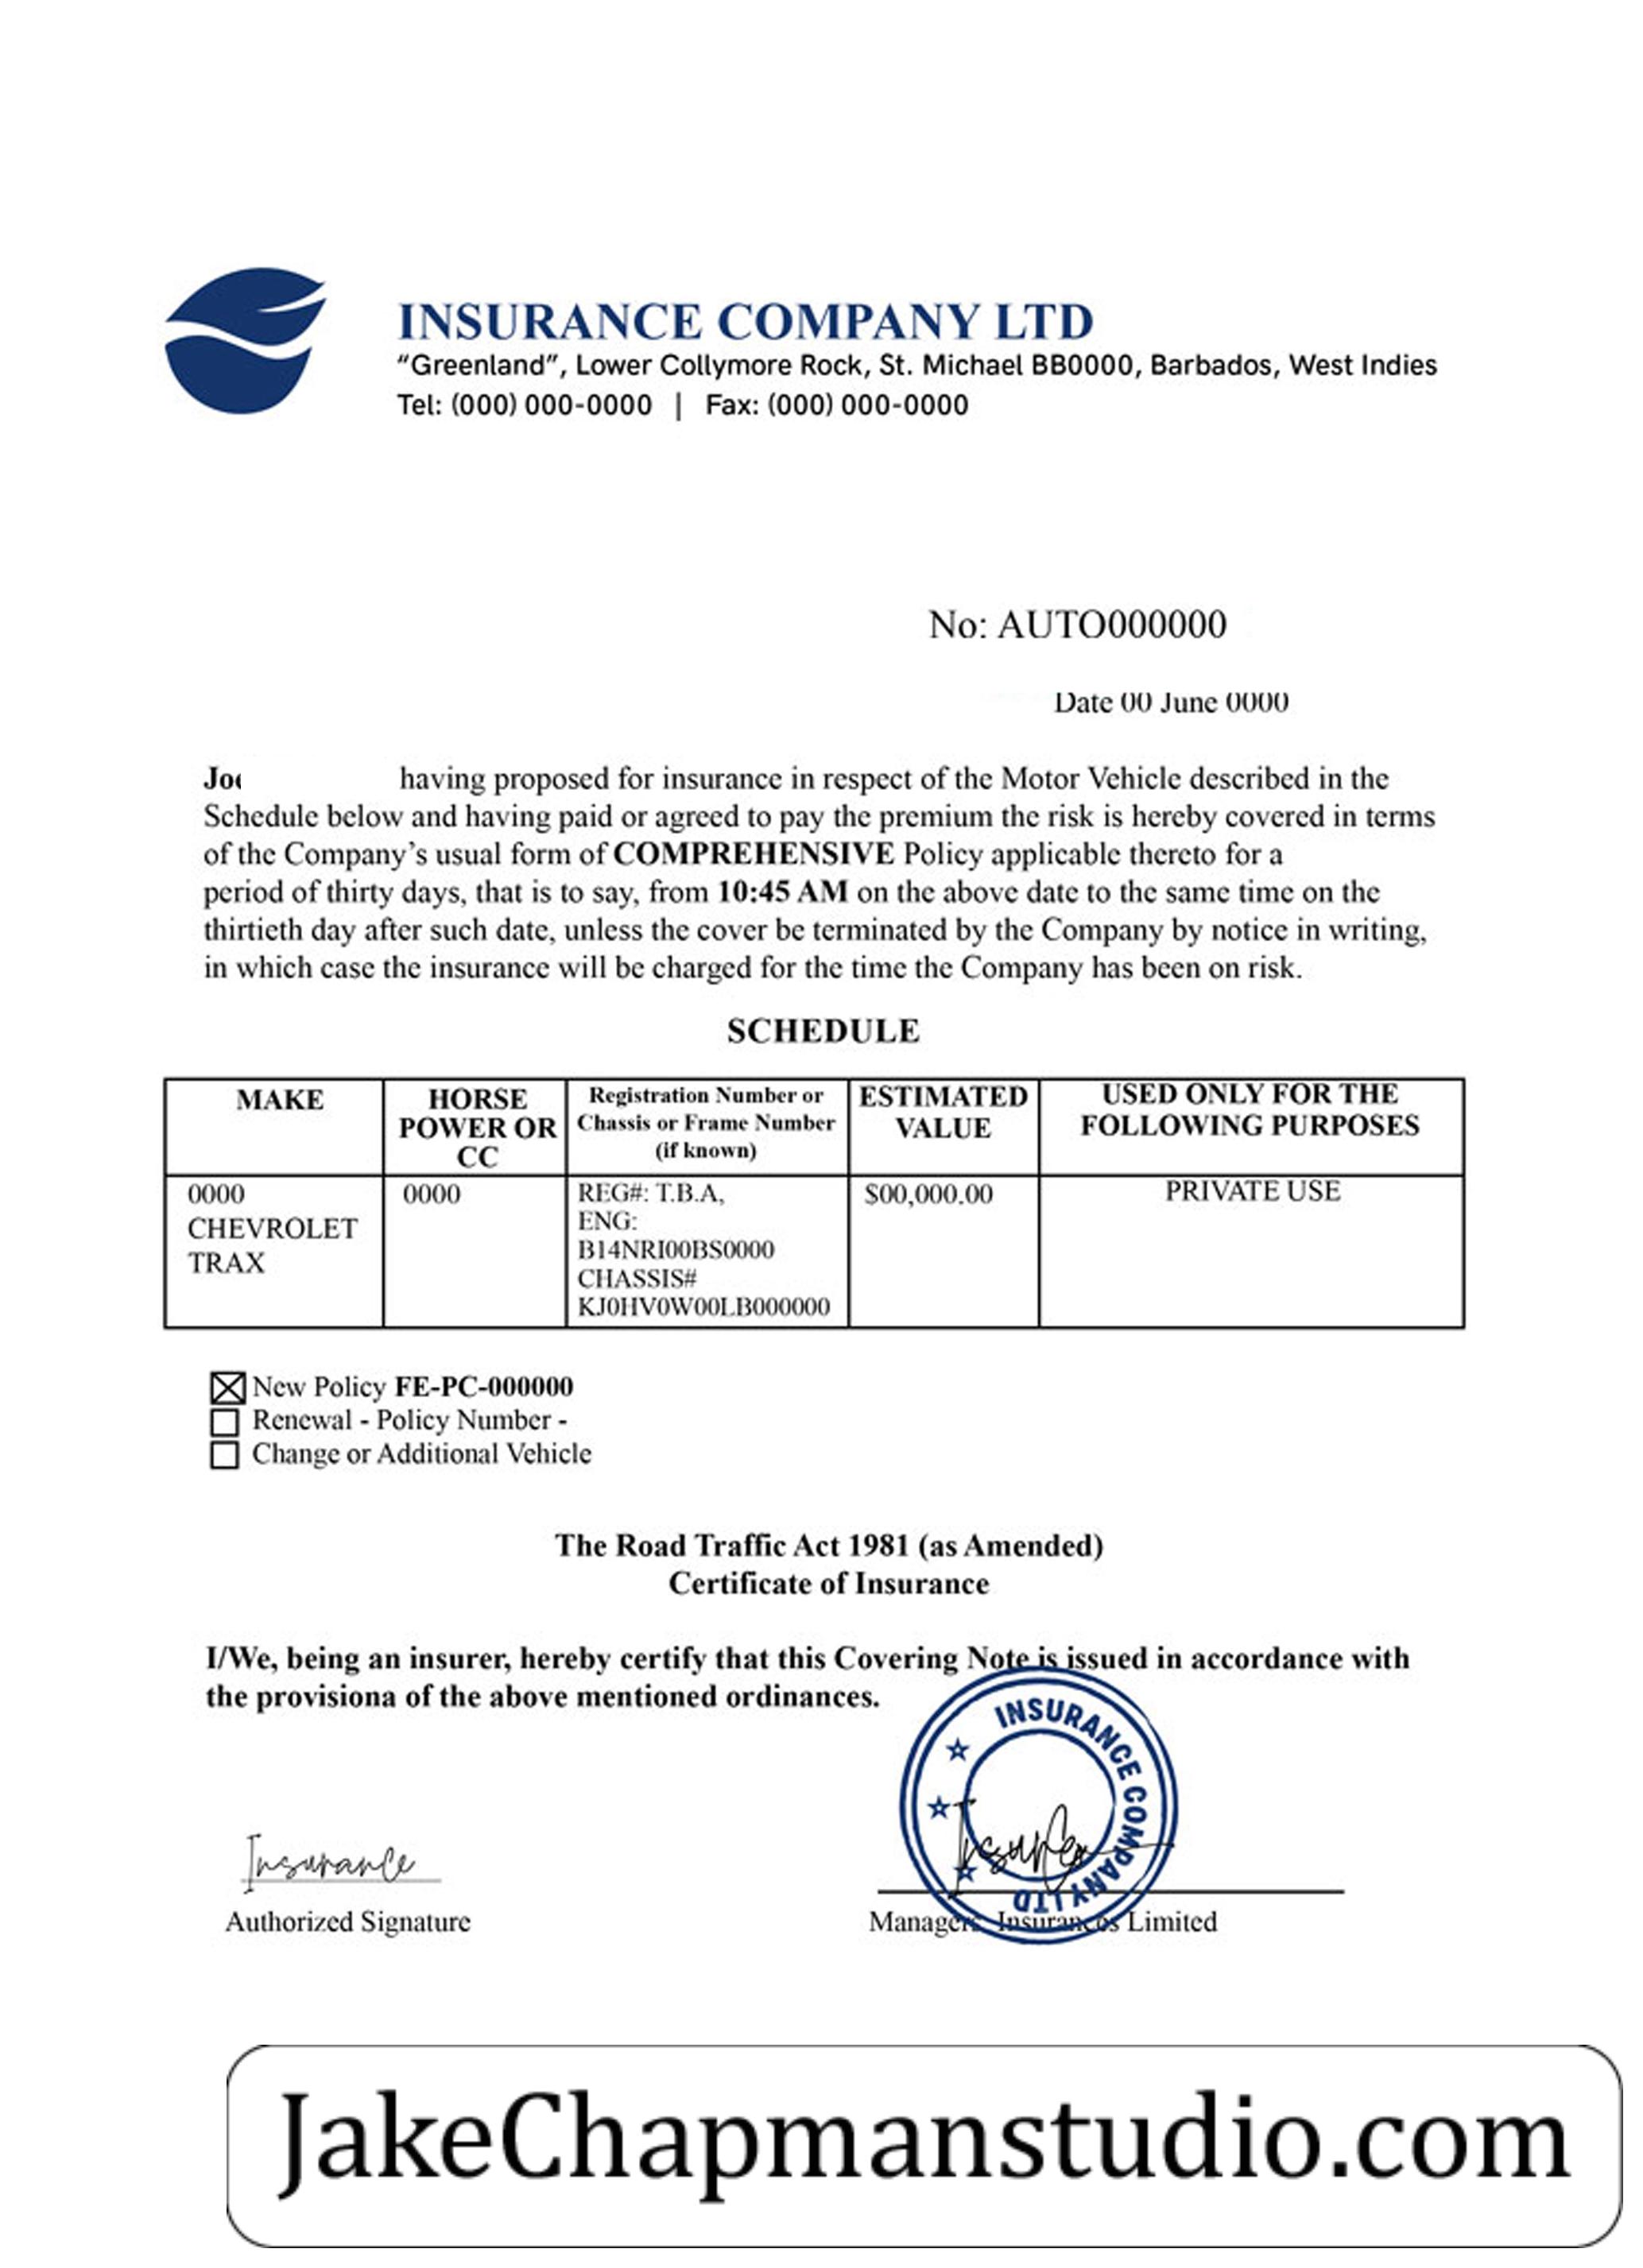 INSURANCE COMPANY LTD
“Greenland”, Lower Collymore Rock, St. Michael BB0000, Barbados, West Indies
Tel: (000) 000-0000 | Fax: (000) 000-0000
No: AUTO000000
Date 00 June 0000
having proposed for insurance in respect of the Motor Vehicle described in the
Schedule below and having paid or agreed to pay the premium the risk is hereby covered in terms
of the Company’s usual form of COMPREHENSIVE Policy applicable thereto for a
period of thirty days, that is to say, from 10:45 AM on the above date to the same time on the
thirtieth day after such date, unless the cover be terminated by the Company by notice in writing,
in which case the insurance will be charged for the time the Company has been on risk.
SCHEDULE
MAKE
HORSE
POWER OR
CC
Registration Number or
Chassis or Frame Number
(if known)
ESTIMATED
VALUE
USED ONLY FOR THE
FOLLOWING PURPOSES
0000
CHEVROLET
TRAX
0000
REG#: T.B.A,
ENG:
B14NRI00BS0000
CHASSIS#
KJ0HV0W00LB000000
$00,000.00
PRIVATE USE
New Policy FE-PC-000000
Renewal - Policy Number -
Change or Additional Vehicle
The Road Traffic Act 1981 (as Amended)
Certificate of Insurance
I/We, being an insurer, hereby certify that this Covering Note is issued in accordance with
the provisiona of the above mentioned ordinances.
INSURANCE COMPANY LTD
Insurance
Authorized Signature
Managers, Insurances Limited
JakeChapmanstudio.com